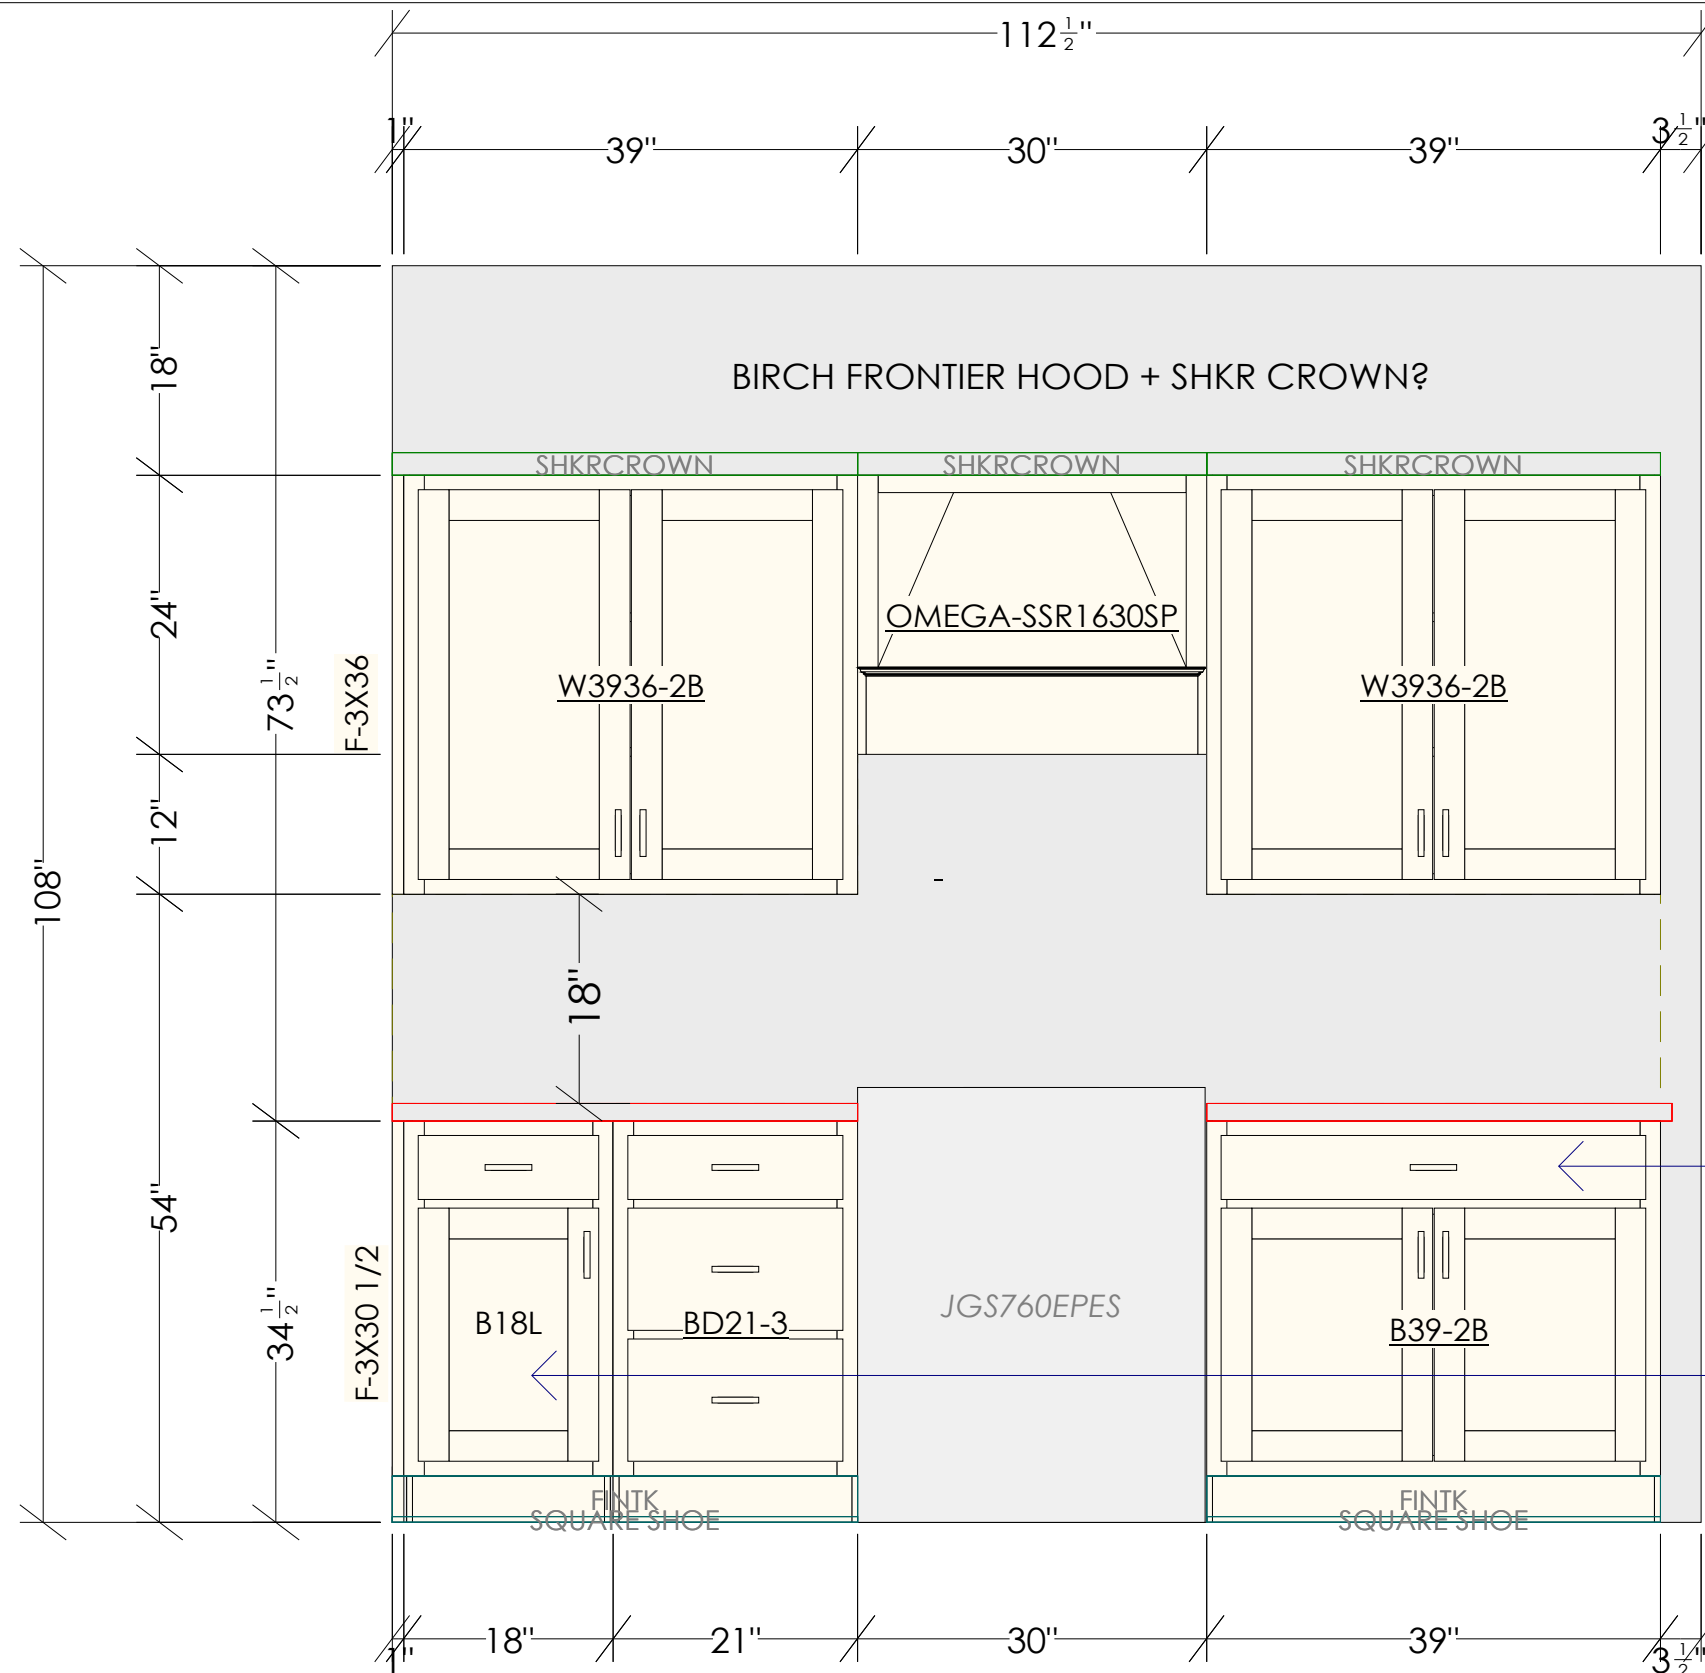 112 1/2"
1"
39"
30"
39"
3 1/2"
18"
24"
12"
54"
108"
73 1/2"
34 1/2"
BIRCH FRONTIER HOOD + SHKR CROWN?
SHKRCROWN
SHKRCROWN
SHKRCROWN
OMEGA-SSR1630SP
F-3X36
W3936-2B
W3936-2B
18"
F-3X30 1/2
B18L
BD21-3
JGS760EPES
B39-2B
FINTK
SQUARE SHOE
FINTK
SQUARE SHOE
1"
18"
21"
30"
39"
3 1/2"